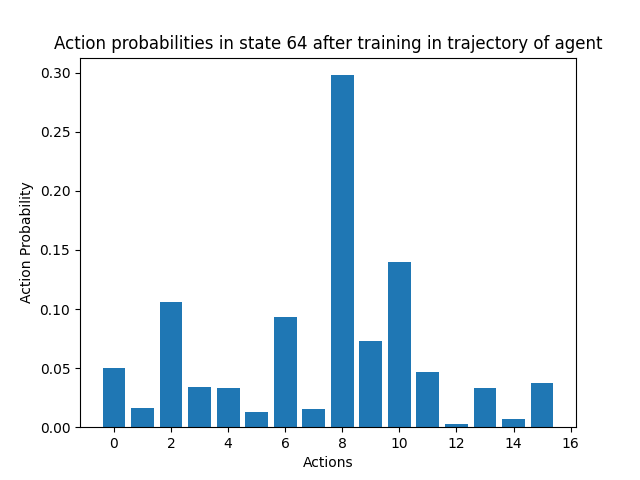 Action probabilities in state 64 after training in trajectory of agent
0.30
0.25
0.20
0.15
0.10
0.05
0.00
Action Probability
0 2 4 6 8 10 12 14 16
Actions